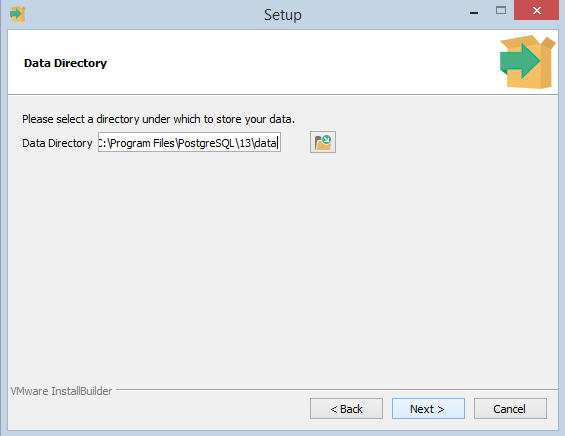 Setup
Data Directory
Please select a directory under which to store your data.
Data Directory C:\Program Files\PostgreSQL\13\data
VMware InstallBuilder
< Back Next > Cancel